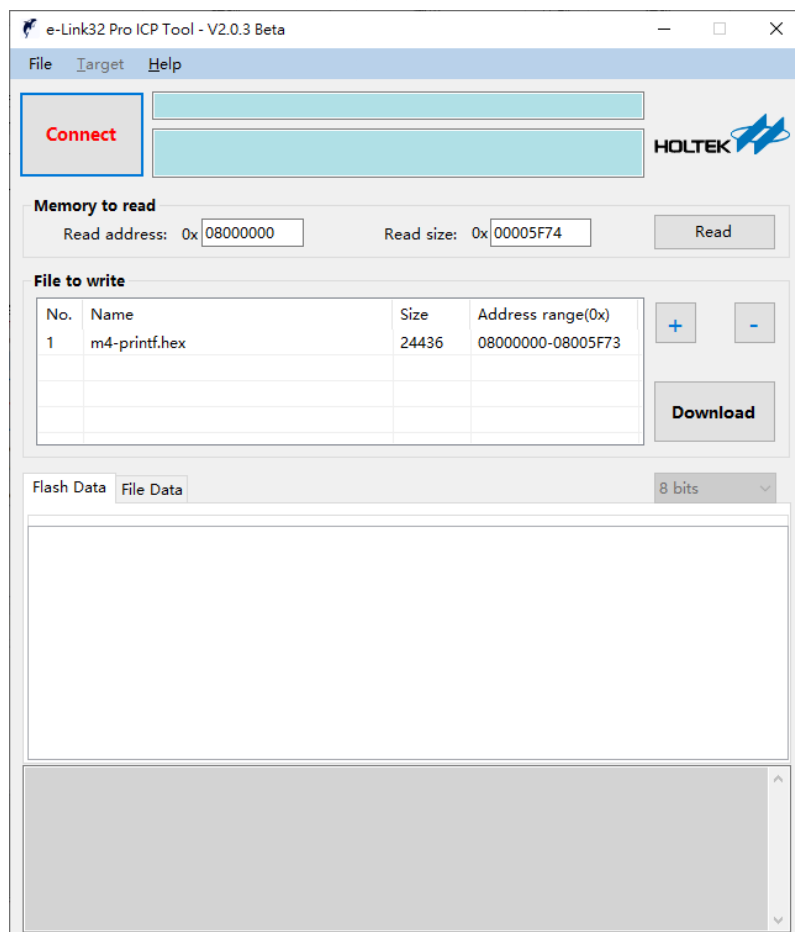 e-Link32 Pro ICP Tool - V2.0.3 Beta
File Target Help
Connect
HOLTEK
Memory to read
Read address: 0x 08000000 Read size: 0x 00005F74 Read
File to write
No. Name Size Address range(0x)
1 m4-printf.hex 24436 08000000-08005F73
+ -
Download
Flash Data File Data 8 bits